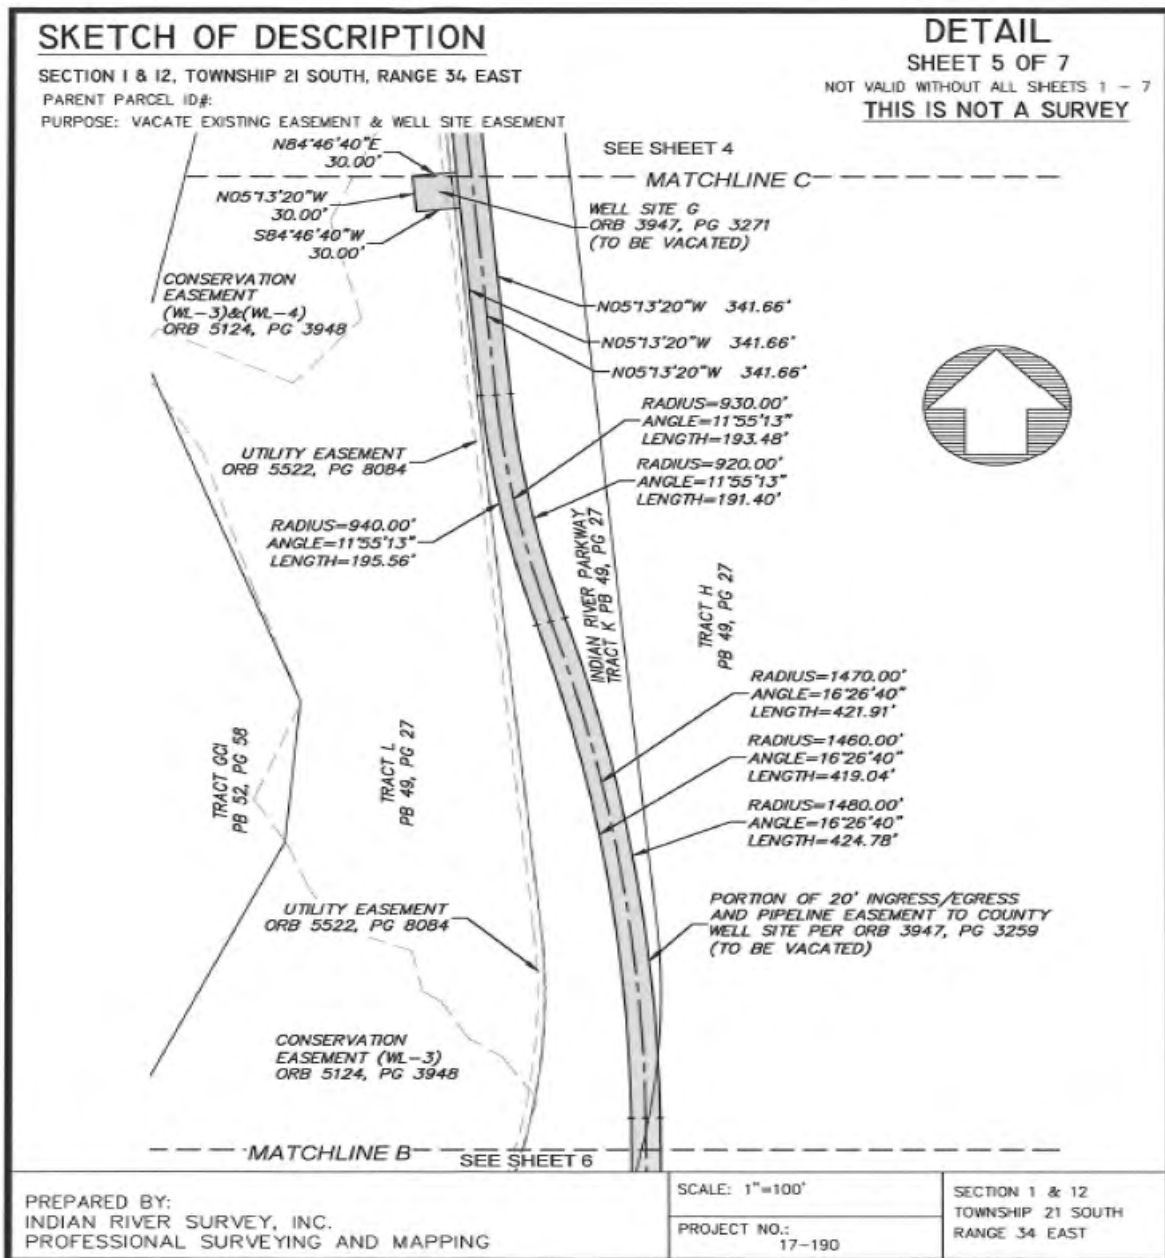 SKETCH OF DESCRIPTION
SECTION 1 & 12, TOWNSHIP 21 SOUTH, RANGE 34 EAST
PARENT PARCEL ID#:
PURPOSE: VACATE EXISTING EASEMENT & WELL SITE EASEMENT
DETAIL
SHEET 5 OF 7
NOT VALID WITHOUT ALL SHEETS 1 - 7
THIS IS NOT A SURVEY
N84°46'40"E
30.00'
SEE SHEET 4
MATCHLINE C
N05°13'20"W
30.00'
WELL SITE G
ORB 3947, PG 3271
(TO BE VACATED)
S84°46'40"W
30.00'
CONSERVATION
EASEMENT
(WL-3)&(WL-4)
ORB 5124, PG 3948
N05°13'20"W 341.66'
N05°13'20"W 341.66'
N05°13'20"W 341.66'
RADIUS=930.00'
ANGLE=11°55'13"
LENGTH=193.48'
UTILITY EASEMENT
ORB 5522, PG 8084
RADIUS=920.00'
ANGLE=11°55'13"
LENGTH=191.40'
RADIUS=940.00'
ANGLE=11°55'13"
LENGTH=195.56'
INDIAN RIVER PARKWAY
TRACT K PB 49, PG 27
TRACT H
PB 49, PG 27
RADIUS=1470.00'
ANGLE=16°26'40"
LENGTH=421.91'
TRACT GCI
PB 52, PG 58
TRACT L
PB 49, PG 27
RADIUS=1460.00'
ANGLE=16°26'40"
LENGTH=419.04'
RADIUS=1480.00'
ANGLE=16°26'40"
LENGTH=424.78'
UTILITY EASEMENT
ORB 5522, PG 8084
PORTION OF 20' INGRESS/EGRESS
AND PIPELINE EASEMENT TO COUNTY
WELL SITE PER ORB 3947, PG 3259
(TO BE VACATED)
CONSERVATION
EASEMENT (WL-3)
ORB 5124, PG 3948
MATCHLINE B
SEE SHEET 6
PREPARED BY:
INDIAN RIVER SURVEY, INC.
PROFESSIONAL SURVEYING AND MAPPING
SCALE: 1"=100'
PROJECT NO.:
17-190
SECTION 1 & 12
TOWNSHIP 21 SOUTH
RANGE 34 EAST